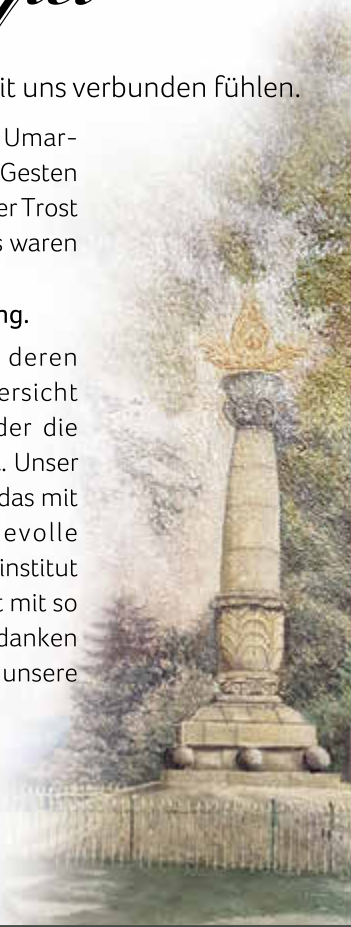 it uns verbunden fühlen.
Umar-
Gesten
er Trost
s waren
ng.
deren
ersicht
der die
. Unser
das mit
evolle
institut
t mit so
danken
unsere